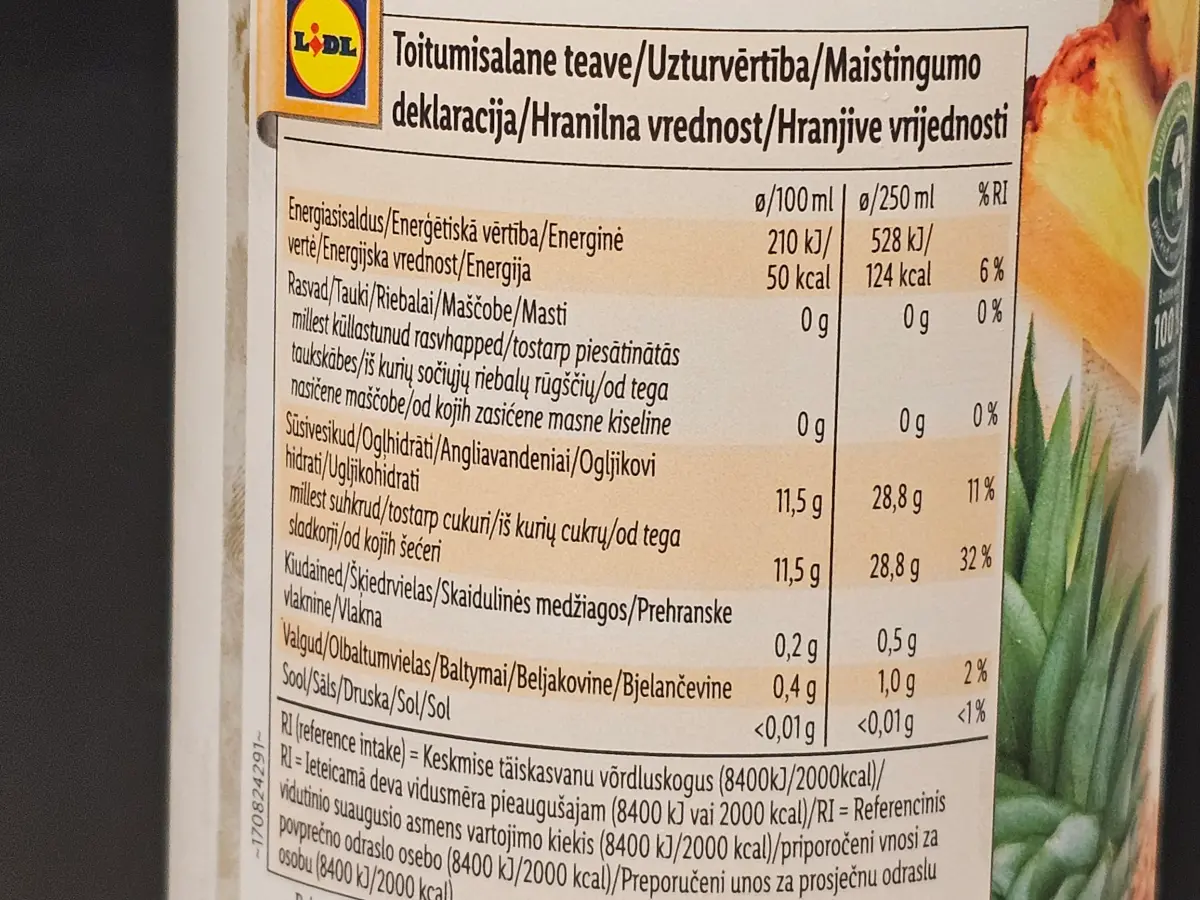 LIDL
Toitumisalane teave/Uzturvērtība/Maistingumo
deklaracija/Hranilna vrednost/Hranjive vrijednosti
ø/100 ml ø/250 ml %RI
Energiasisaldus/Enerģētiskā vērtība/Energinė 210 kJ/ 528 kJ/
vertė/Energijska vrednost/Energija 50 kcal 124 kcal 6 %
Rasvad/Tauki/Riebalai/Maščobe/Masti 0 g 0 g 0 %
millest küllastunud rasvhapped/tostarp piesātinātās
taukskābes/iš kurių sočiųjų riebalų rūgščių/od tega
nasičene maščobe/od kojih zasićene masne kiseline 0 g 0 g 0 %
Süsivesikud/Ogļhidrāti/Angliavandeniai/Ogljikovi
hidrati/Ugljikohidrati 11,5 g 28,8 g 11 %
millest suhkrud/tostarp cukuri/iš kurių cukrų/od tega
sladkorji/od kojih šećeri 11,5 g 28,8 g 32 %
Kiudained/Šķiedrvielas/Skaidulinės medžiagos/Prehranske
vlaknine/Vlakna 0,2 g 0,5 g
Valgud/Olbaltumvielas/Baltymai/Beljakovine/Bjelančevine 0,4 g 1,0 g 2 %
Sool/Sāls/Druska/Sol/Sol <0,01 g <0,01 g <1%
RI (reference intake) = Keskmise täiskasvanu võrdluskogus (8400kJ/2000kcal)/
RI = Ieteicamā deva vidusmēra pieaugušajam (8400 kJ vai 2000 kcal)/RI = Referencinis
vidutinio suaugusio asmens vartojimo kiekis (8400 kJ/2000 kcal)/priporočeni vnosi za
povprečno odraslo osebo (8400 kJ/2000 kcal)/Preporučeni unos za prosječnu odraslu
osobu (8400 kJ/2000 kcal)
~170824291~
100